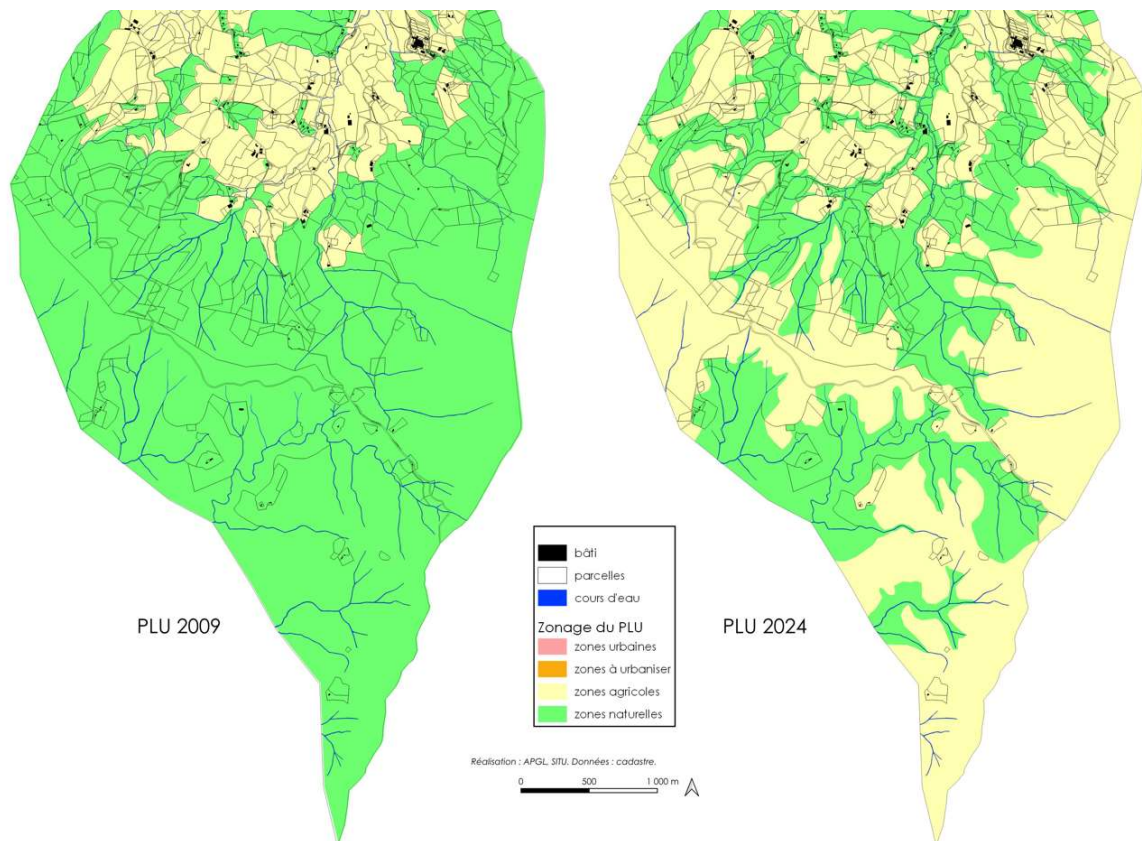 PLU 2009
bâti
parcelles
cours d'eau
Zonage du PLU
zones urbaines
zones à urbaniser
zones agricoles
zones naturelles
PLU 2024
Réalisation : APGL, SITU. Données : cadastre.
0 500 1 000 m